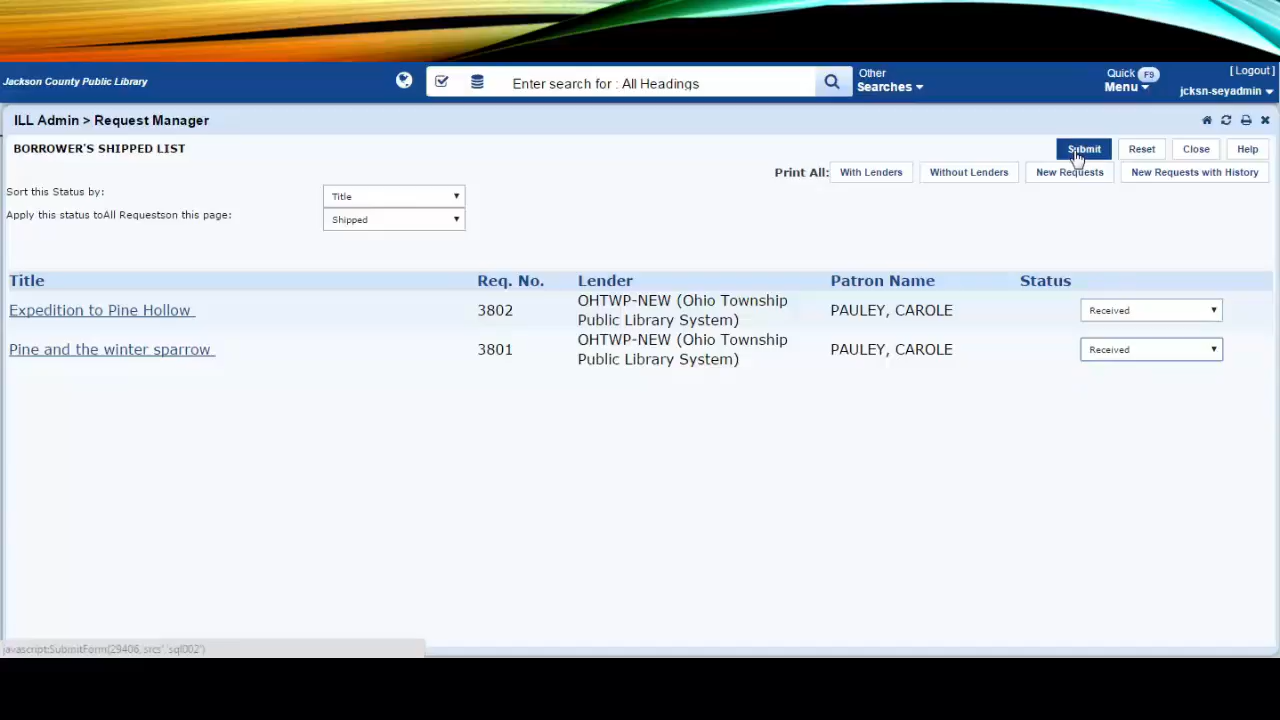 Jackson County Public Library
Enter search for : All Headings
Other
Searches
Quick F9
Menu
[ Logout ]
jcksn-seyadmin
ILL Admin > Request Manager
BORROWER'S SHIPPED LIST
Submit Reset Close Help
Print All: With Lenders Without Lenders New Requests New Requests with History
Sort this Status by: Title
Apply this status toAll Requestson this page: Shipped
Title Req. No. Lender Patron Name Status
Expedition to Pine Hollow 3802 OHTWP-NEW (Ohio Township Public Library System) PAULEY, CAROLE Received
Pine and the winter sparrow 3801 OHTWP-NEW (Ohio Township Public Library System) PAULEY, CAROLE Received
javascript:SubmitForm(29406,'srcs','sql002')